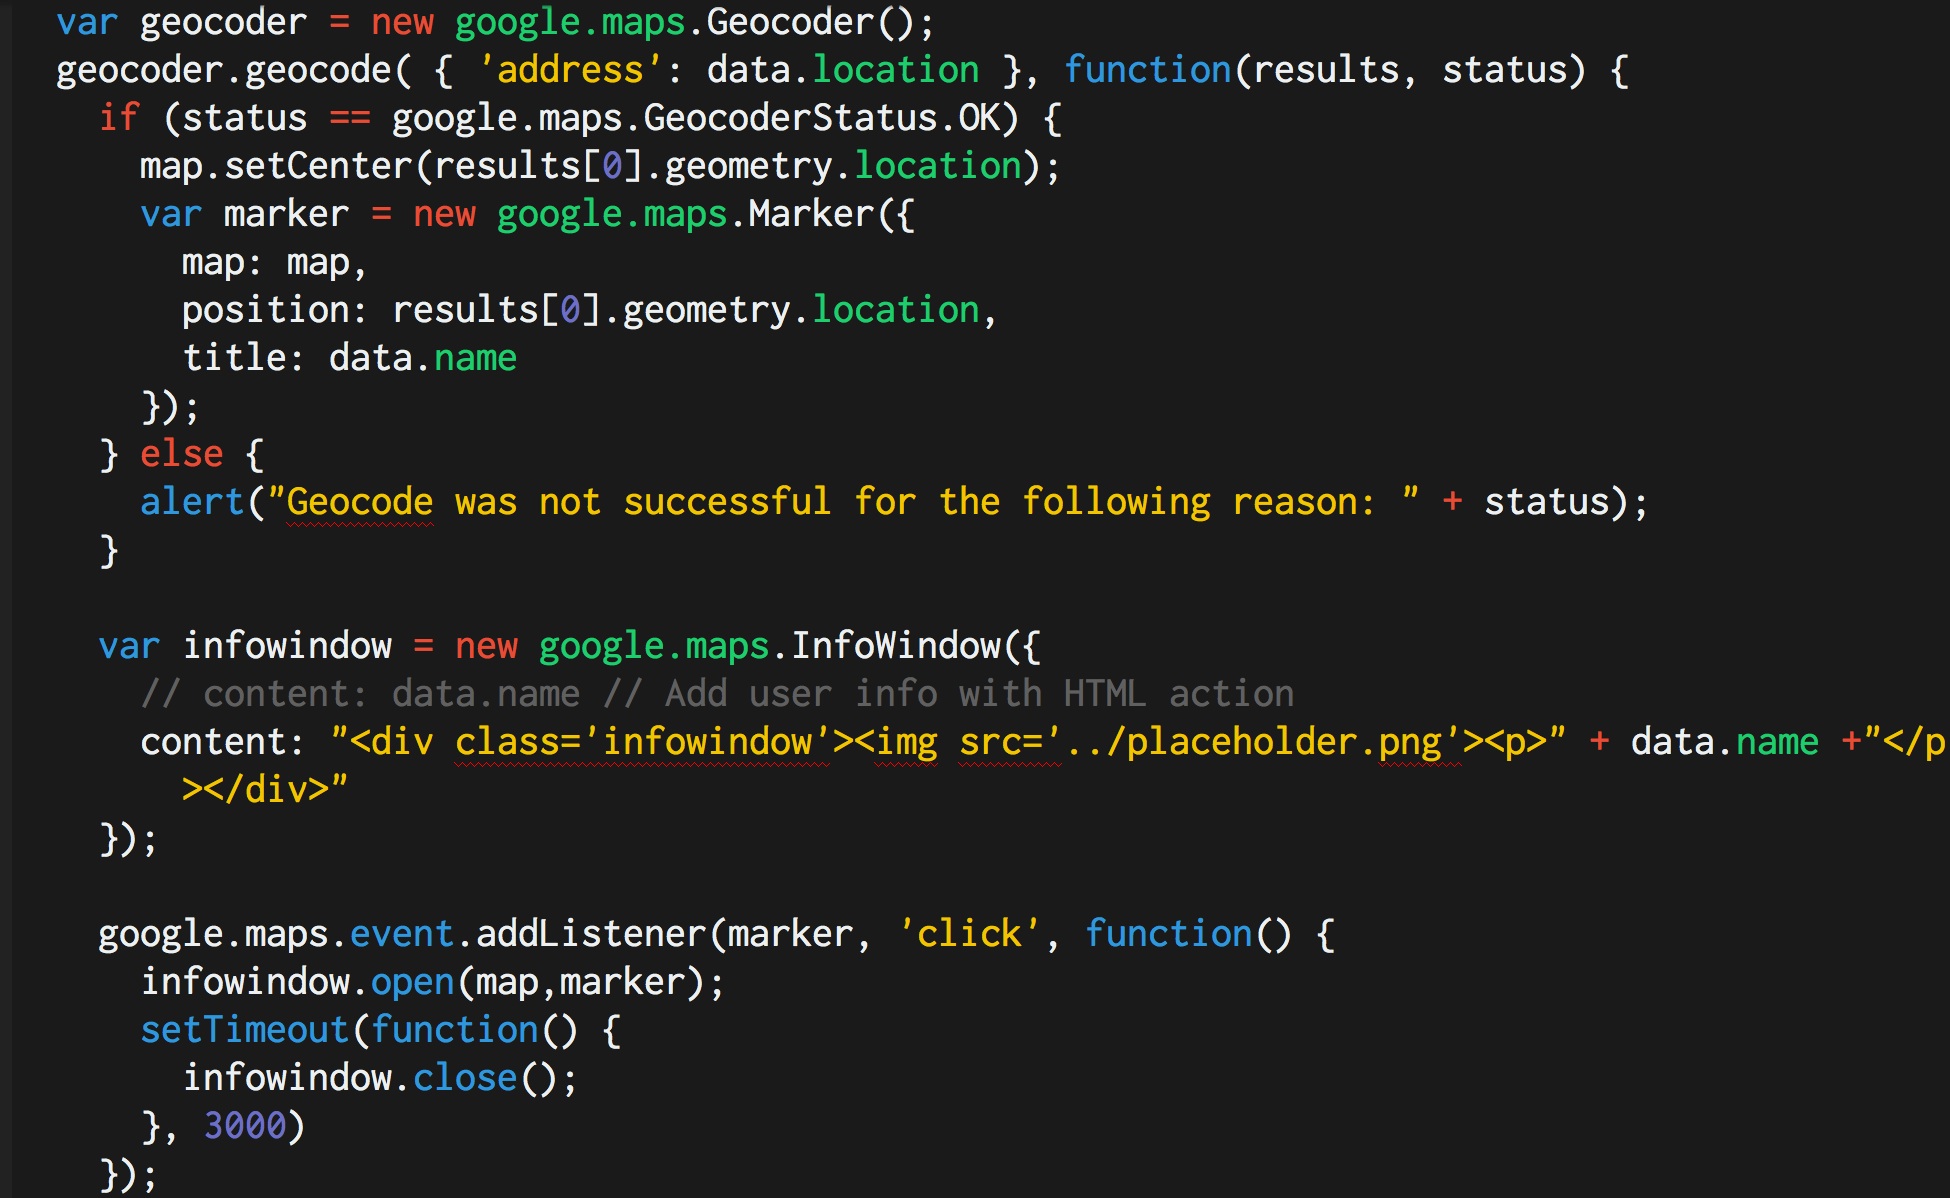 var geocoder = new google.maps.Geocoder();
geocoder.geocode( { 'address': data.location }, function(results, status) {
  if (status == google.maps.GeocoderStatus.OK) {
    map.setCenter(results[0].geometry.location);
    var marker = new google.maps.Marker({
      map: map,
      position: results[0].geometry.location,
      title: data.name
    });
  } else {
    alert("Geocode was not successful for the following reason: " + status);
  }

  var infowindow = new google.maps.InfoWindow({
    // content: data.name // Add user info with HTML action
    content: "<div class='infowindow'><img src='../placeholder.png'><p>" + data.name +"</p
      ></div>"
  });

  google.maps.event.addListener(marker, 'click', function() {
    infowindow.open(map,marker);
    setTimeout(function() {
      infowindow.close();
    }, 3000)
  });